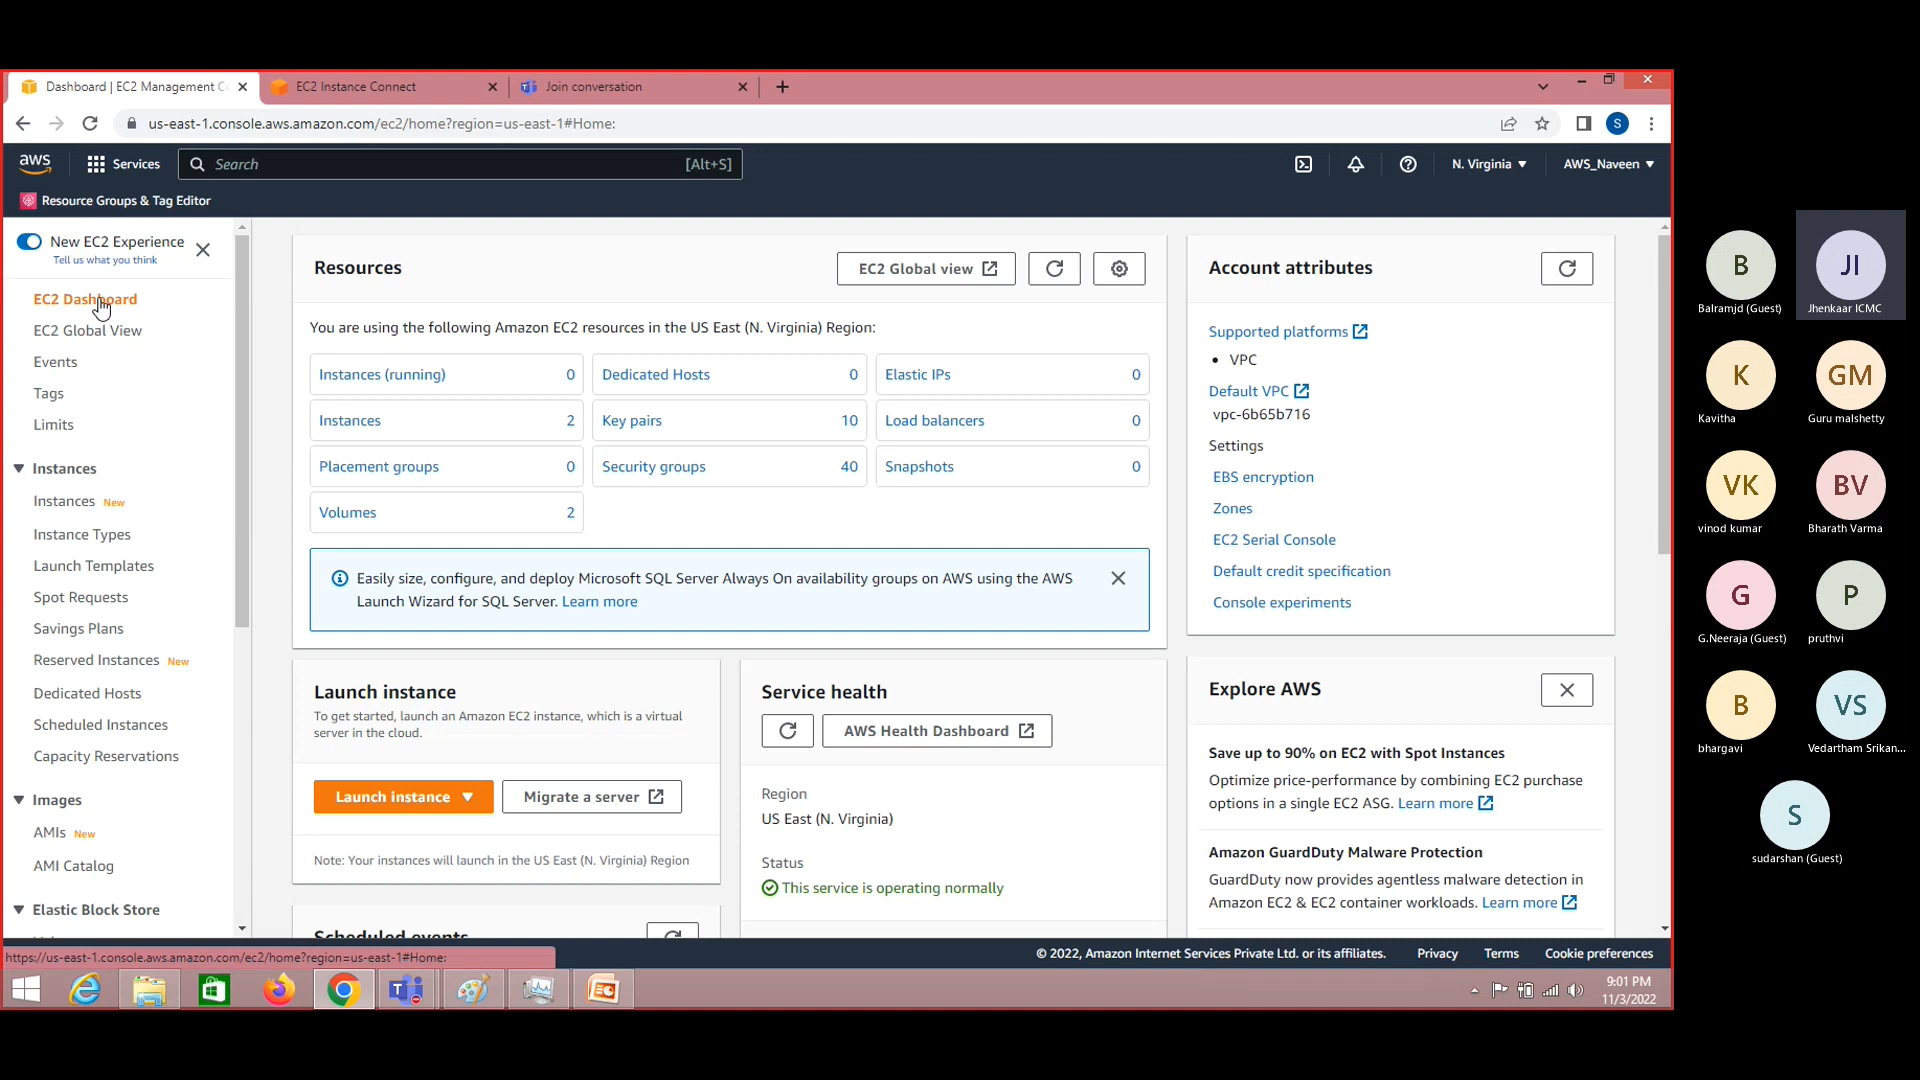 Dashboard | EC2 Management C
EC2 Instance Connect
Join conversation
us-east-1.console.aws.amazon.com/ec2/home?region=us-east-1#Home:
S
aws
Services
Search
[Alt+S]
N. Virginia
AWS_Naveen
Resource Groups & Tag Editor
New EC2 Experience
Tell us what you think
EC2 Dashboard
EC2 Global View
Events
Tags
Limits
Instances
Instances New
Instance Types
Launch Templates
Spot Requests
Savings Plans
Reserved Instances New
Dedicated Hosts
Scheduled Instances
Capacity Reservations
Images
AMIs New
AMI Catalog
Elastic Block Store
Resources
EC2 Global view
You are using the following Amazon EC2 resources in the US East (N. Virginia) Region:
Instances (running) 0
Dedicated Hosts 0
Elastic IPs 0
Instances 2
Key pairs 10
Load balancers 0
Placement groups 0
Security groups 40
Snapshots 0
Volumes 2
Easily size, configure, and deploy Microsoft SQL Server Always On availability groups on AWS using the AWS
Launch Wizard for SQL Server. Learn more
Launch instance
To get started, launch an Amazon EC2 instance, which is a virtual
server in the cloud.
Launch instance
Migrate a server
Note: Your instances will launch in the US East (N. Virginia) Region
Scheduled events
Service health
AWS Health Dashboard
Region
US East (N. Virginia)
Status
This service is operating normally
Account attributes
Supported platforms
• VPC
Default VPC
vpc-6b65b716
Settings
EBS encryption
Zones
EC2 Serial Console
Default credit specification
Console experiments
Explore AWS
Save up to 90% on EC2 with Spot Instances
Optimize price-performance by combining EC2 purchase
options in a single EC2 ASG. Learn more
Amazon GuardDuty Malware Protection
GuardDuty now provides agentless malware detection in
Amazon EC2 & EC2 container workloads. Learn more
https://us-east-1.console.aws.amazon.com/ec2/home?region=us-east-1#Home:
© 2022, Amazon Internet Services Private Ltd. or its affiliates.
Privacy
Terms
Cookie preferences
9:01 PM
11/3/2022
B
Balramjd (Guest)
JI
Jhenkaar ICMC
K
Kavitha
GM
Guru malshetty
VK
vinod kumar
BV
Bharath Varma
G
G.Neeraja (Guest)
P
pruthvi
B
bhargavi
VS
Vedartham Srikan...
S
sudarshan (Guest)